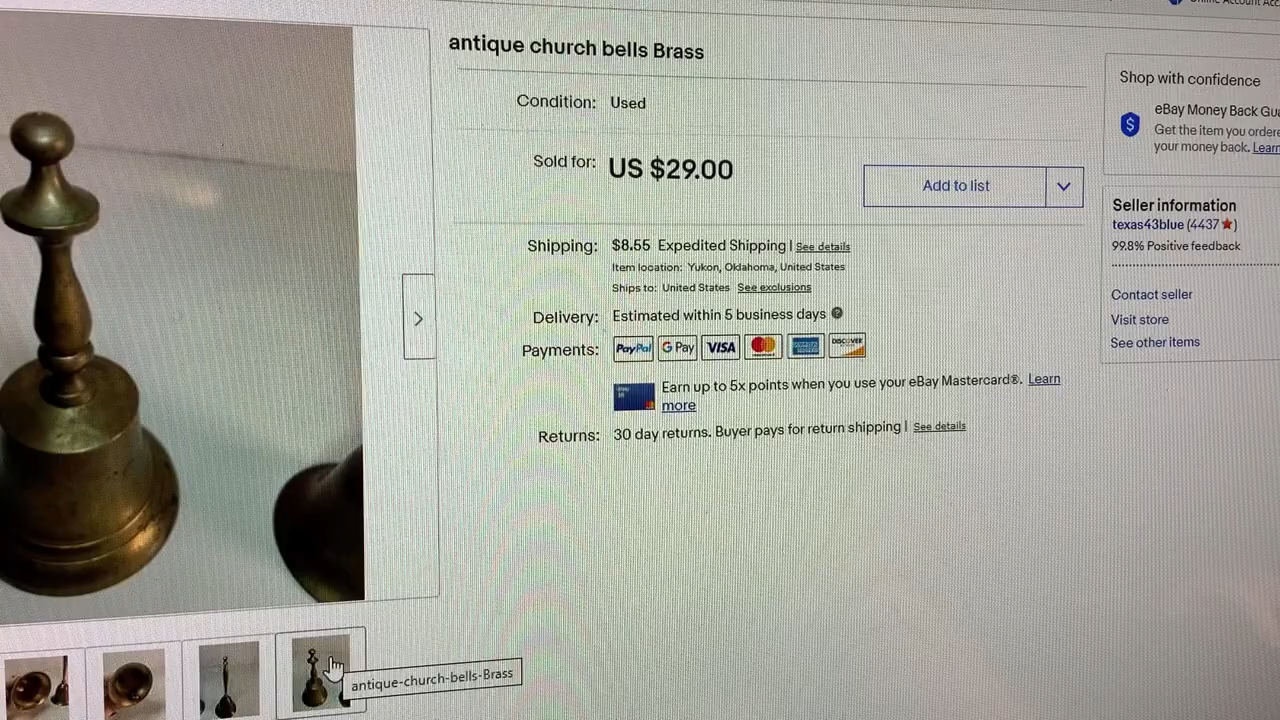 antique church bells Brass
Condition: Used
Sold for: US $29.00
Add to list
Shipping: $8.55 Expedited Shipping | See details
Item location: Yukon, Oklahoma, United States
Ships to: United States See exclusions
Delivery: Estimated within 5 business days
Payments: PayPal G Pay VISA DISCOVER
Earn up to 5x points when you use your eBay Mastercard®. Learn
more
Returns: 30 day returns. Buyer pays for return shipping | See details
Shop with confidence
eBay Money Back
Get the item you
your money back.
Seller information
texas43blue (4437)
99.8% Positive feedback
Contact seller
Visit store
See other items
antique-church-bells-Brass